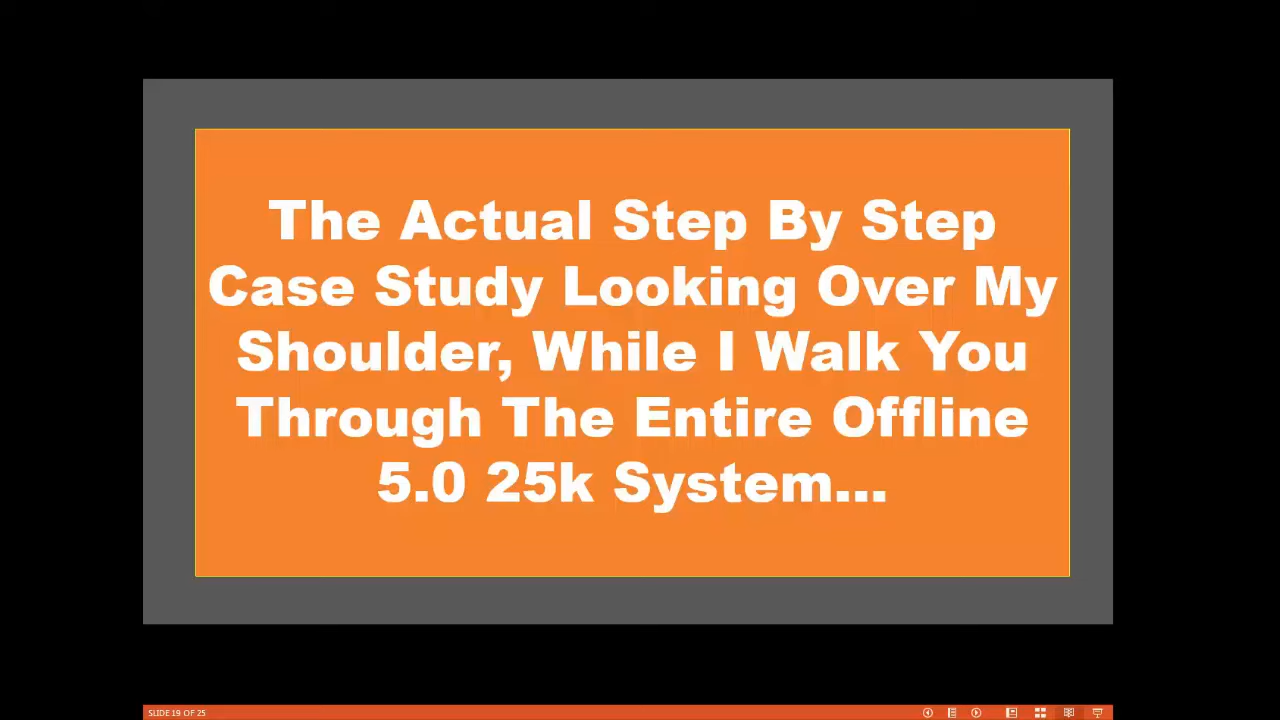 The Actual Step By Step
Case Study Looking Over My
Shoulder, While I Walk You
Through The Entire Offline
5.0 25k System...
SLIDE 19 OF 25